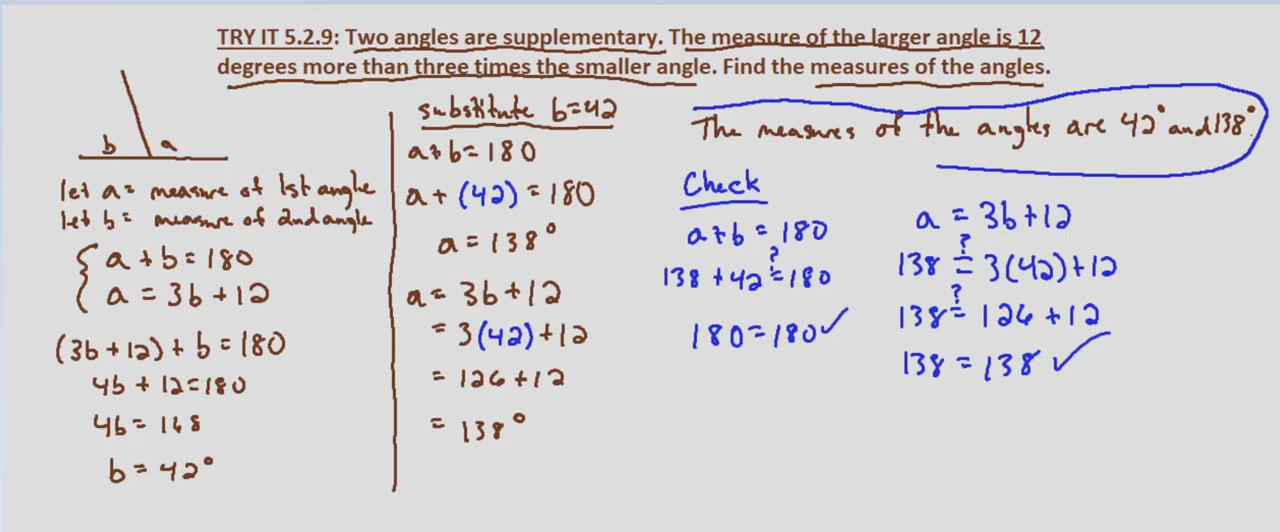 TRY IT 5.2.9: Two angles are supplementary. The measure of the larger angle is 12
degrees more than three times the smaller angle. Find the measures of the angles.
b a
let a = measure of 1st angle
let b = measure of 2nd angle
{ a + b = 180
a = 3b + 12
(3b + 12) + b = 180
4b + 12 = 180
4b = 168
b = 42°
substitute b = 42
a + b = 180
a + (42) = 180
a = 138°
a = 3b + 12
= 3(42) + 12
= 126 + 12
= 138°
The measures of the angles are 42° and 138°.
Check
a + b = 180
138 + 42 ?= 180
180 = 180 ✓
a = 3b + 12
138 ?= 3(42) + 12
138 ?= 126 + 12
138 = 138 ✓